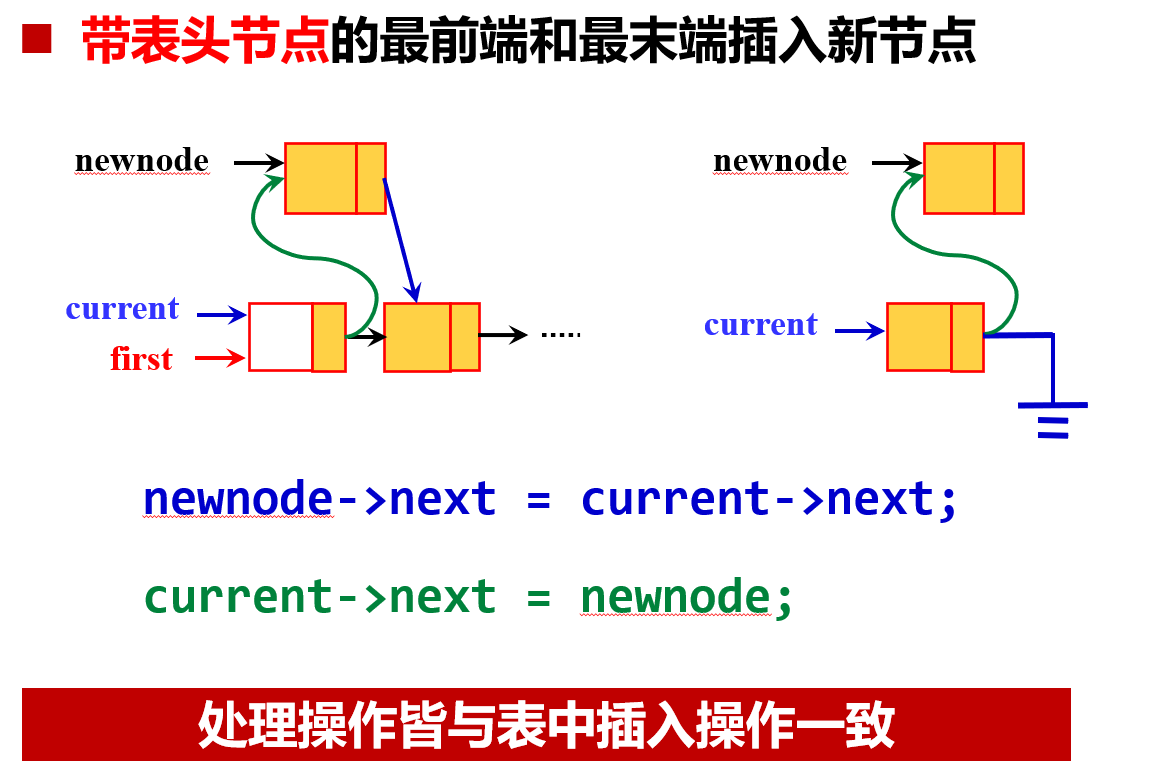 带表头节点的最前端和最末端插入新节点
newnode
newnode
current
first
.....
current
newnode->next = current->next;
current->next = newnode;
处理操作皆与表中插入操作一致